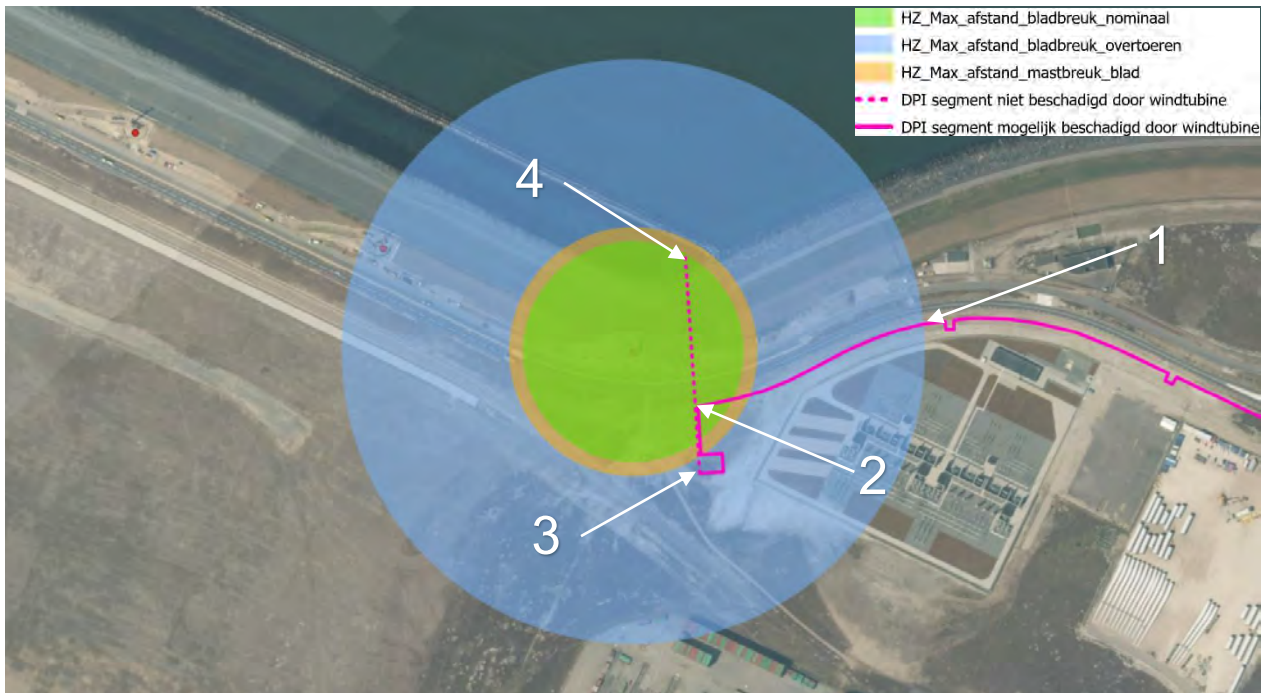 HZ_Max_afstand_bladbreuk_nominaal
HZ_Max_afstand_bladbreuk_overtoeren
HZ_Max_afstand_mastbreuk_blad
DPI segment niet beschadigd door windtubine
DPI segment mogelijk beschadigd door windtubine
4
1
2
3